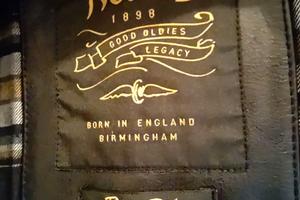 1898
GOOD OLDIES
LEGACY
BORN IN ENGLAND
BIRMINGHAM